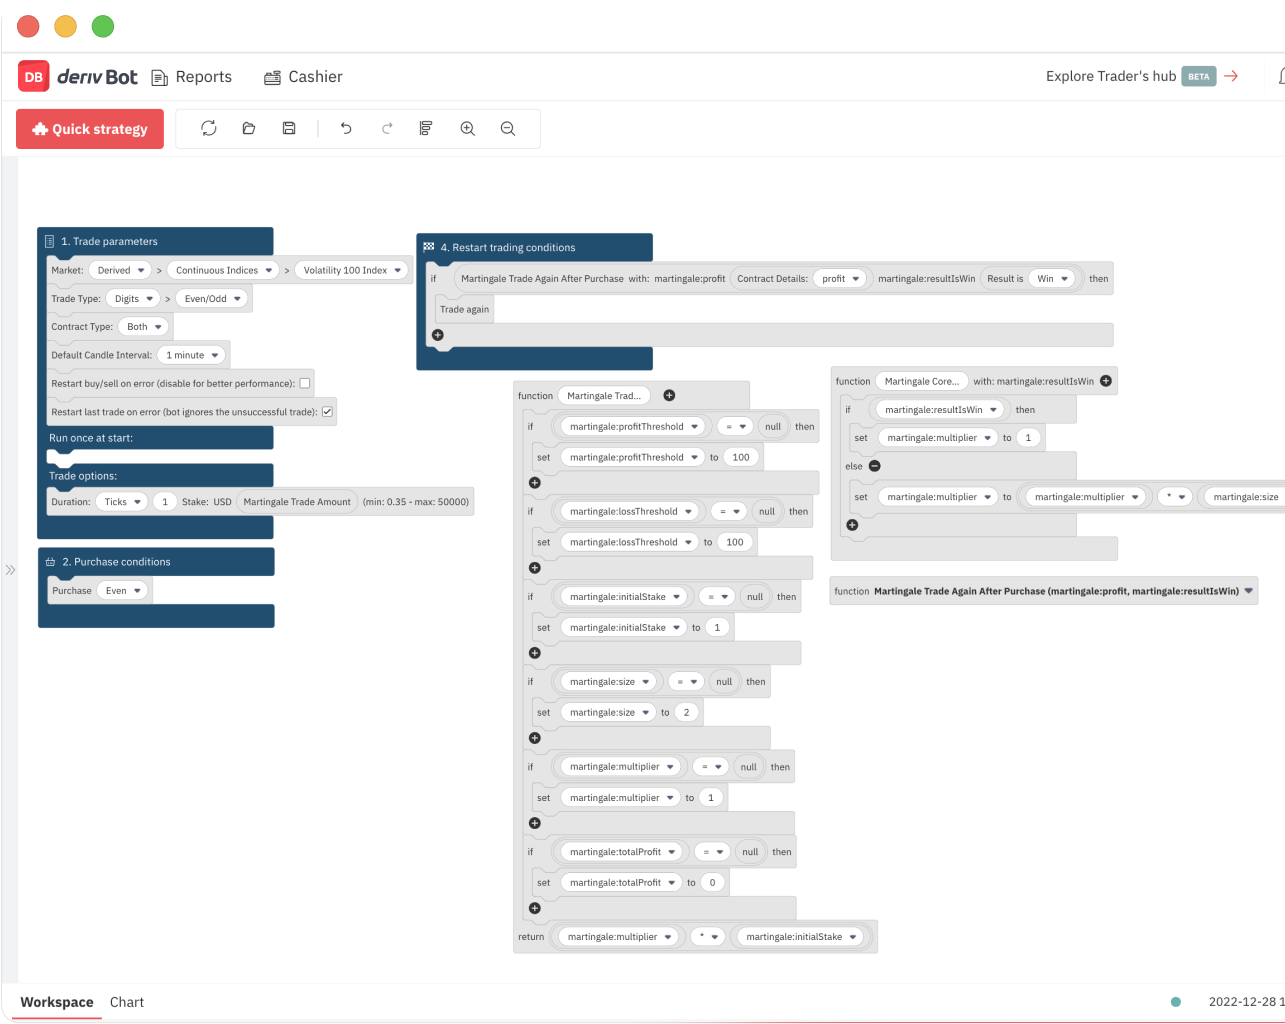 DB deriv Bot Reports Cashier Explore Trader's hub BETA
Quick strategy
1. Trade parameters
Market: Derived > Continuous Indices > Volatility 100 Index
Trade Type: Digits > Even/Odd
Contract Type: Both
Default Candle Interval: 1 minute
Restart buy/sell on error (disable for better performance):
Restart last trade on error (bot ignores the unsuccessful trade):
Run once at start:
Trade options:
Duration: Ticks 1 Stake: USD Martingale Trade Amount (min: 0.35 - max: 50000)
2. Purchase conditions
Purchase Even
4. Restart trading conditions
if Martingale Trade Again After Purchase with: martingale:profit Contract Details: profit martingale:resultIsWin Result is Win then
Trade again
function Martingale Trad...
if martingale:profitThreshold = null then
set martingale:profitThreshold to 100
if martingale:lossThreshold = null then
set martingale:lossThreshold to 100
if martingale:initialStake = null then
set martingale:initialStake to 1
if martingale:size = null then
set martingale:size to 2
if martingale:multiplier = null then
set martingale:multiplier to 1
if martingale:totalProfit = null then
set martingale:totalProfit to 0
return martingale:multiplier * martingale:initialStake
function Martingale Core... with: martingale:resultIsWin
if martingale:resultIsWin then
set martingale:multiplier to 1
else
set martingale:multiplier to martingale:multiplier * martingale:size
function Martingale Trade Again After Purchase (martingale:profit, martingale:resultIsWin)
Workspace Chart 2022-12-28 1